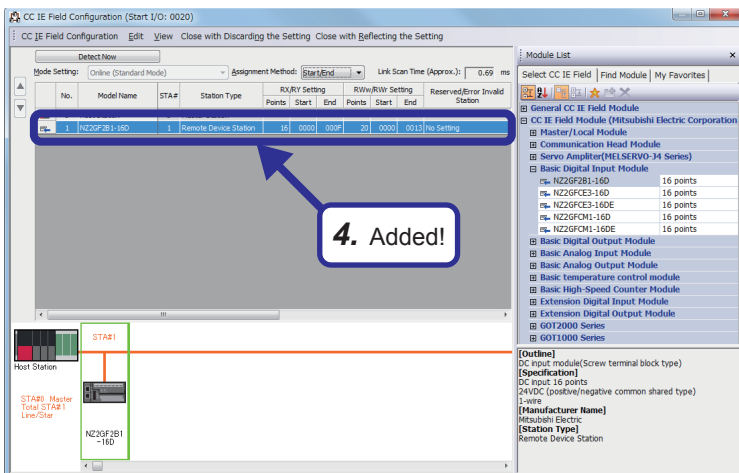 CC IE Field Configuration (Start I/O: 0020)
CC IE Field Configuration Edit View Close with Discarding the Setting Close with Reflecting the Setting
Detect Now
Mode Setting: Online (Standard Mode) Assignment Method: Start/End Link Scan Time (Approx.): 0.69 ms
No. Model Name STA# Station Type RX/RY Setting RWw/RWr Setting Reserved/Error Invalid Station
Points Start End Points Start End
1 NZ2GF2B1-16D 1 Remote Device Station 16 0000 000F 20 0000 0013 No Setting
4. Added!
STA#1
Host Station
STA#0 Master
Total STA#:1
Line/Star
NZ2GF2B1
-16D
Module List
Select CC IE Field Find Module My Favorites
General CC IE Field Module
CC IE Field Module (Mitsubishi Electric Corporation
Master/Local Module
Communication Head Module
Servo Ampliter(MELSERVO-J4 Series)
Basic Digital Input Module
NZ2GF2B1-16D 16 points
NZ2GFCE3-16D 16 points
NZ2GFCE3-16DE 16 points
NZ2GFCM1-16D 16 points
NZ2GFCM1-16DE 16 points
Basic Digital Output Module
Basic Analog Input Module
Basic Analog Output Module
Basic temperature control module
Basic High-Speed Counter Module
Extension Digital Input Module
Extension Digital Output Module
GOT2000 Series
GOT1000 Series
[Outline]
DC input module(Screw terminal block type)
[Specification]
DC input 16 points
24VDC (positive/negative common shared type)
1-wire
[Manufacturer Name]
Mitsubishi Electric
[Station Type]
Remote Device Station